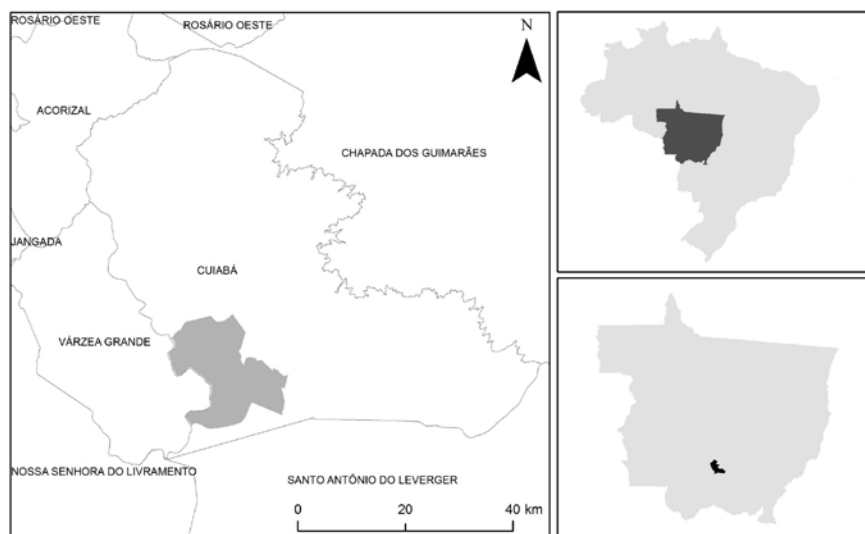 ROSÁRIO OESTE
ROSÁRIO OESTE
N
ACORIZAL
CHAPADA DOS GUIMARÃES
JANGADA
CUIABÁ
VÁRZEA GRANDE
NOSSA SENHORA DO LIVRAMENTO
SANTO ANTÔNIO DO LEVERGER
0 20 40 km